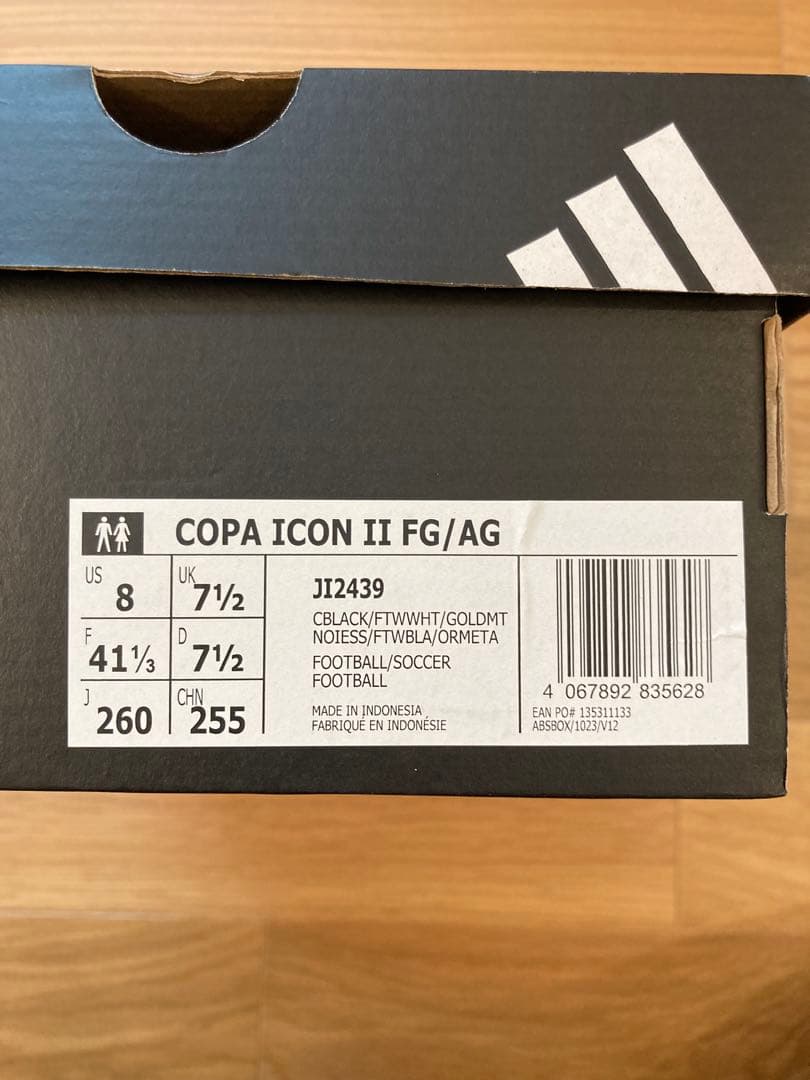 COPA ICON II FG/AG
US 8 UK 7½
F 41⅓ D 7½
J 260 CHN 255
JI2439
CBLACK/FTWWHT/GOLDMT
NOIESS/FTWBLA/ORMETA
FOOTBALL/SOCCER
FOOTBALL
MADE IN INDONESIA
FABRIQUÉ EN INDONÉSIE
4 067892 835628
EAN PO# 135311133
ABSBOX/1023/V12